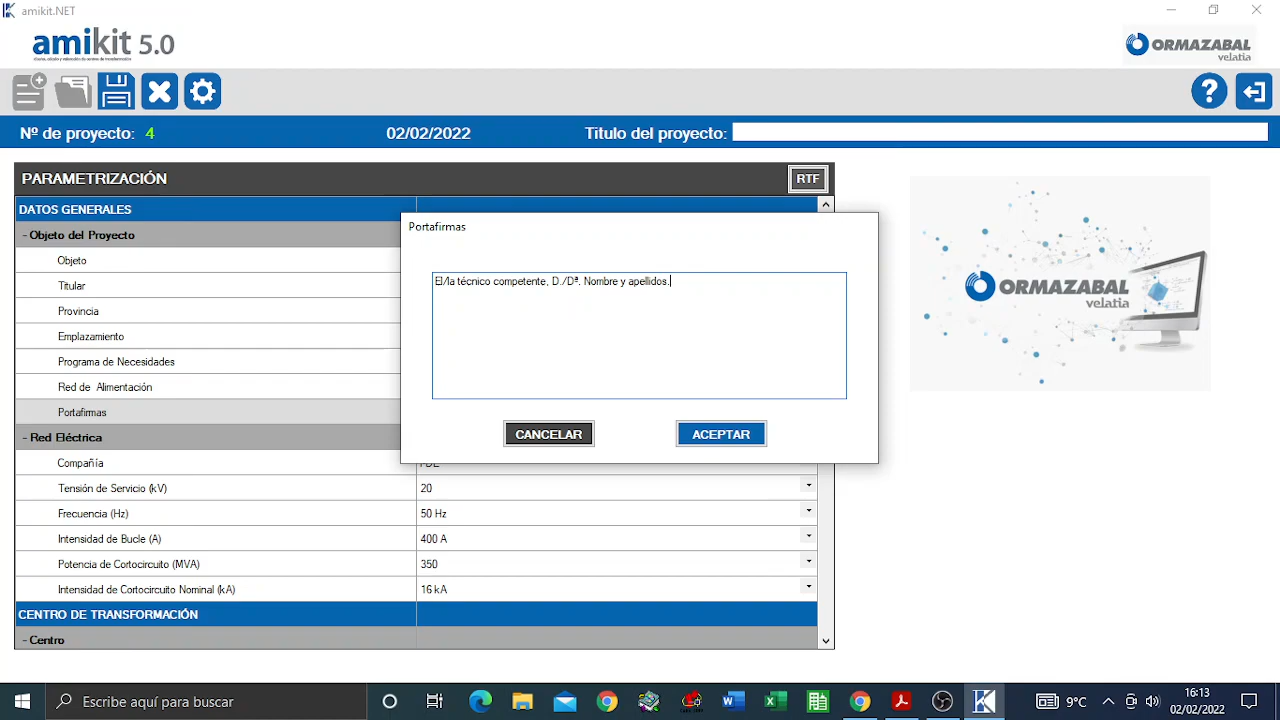 amikit.NET
amikit 5.0
ORMAZABAL
velatia
Nº de proyecto: 4
02/02/2022
Titulo del proyecto:
PARAMETRIZACIÓN
RTF
DATOS GENERALES
- Objeto del Proyecto
Objeto
Titular
Provincia
Emplazamiento
Programa de Necesidades
Red de Alimentación
Portafirmas
- Red Eléctrica
Compañía
Tensión de Servicio (kV) 20
Frecuencia (Hz) 50 Hz
Intensidad de Bucle (A) 400 A
Potencia de Cortocircuito (MVA) 350
Intensidad de Cortocircuito Nominal (kA) 16 kA
CENTRO DE TRANSFORMACIÓN
- Centro
Portafirmas
El/la técnico competente, D./Dª. Nombre y apellidos.
CANCELAR
ACEPTAR
ORMAZABAL
velatia
Escribe aquí para buscar
9°C
16:13
02/02/2022